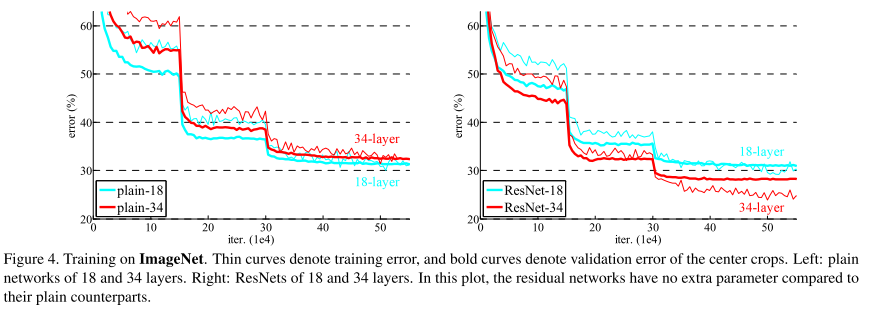 60
50
40
30
20
error (%)
0
10
20
30
40
50
iter. (1e4)
34-layer
18-layer
plain-18
plain-34
60
50
40
30
20
error (%)
0
10
20
30
40
50
iter. (1e4)
18-layer
34-layer
ResNet-18
ResNet-34
Figure 4. Training on ImageNet. Thin curves denote training error, and bold curves denote validation error of the center crops. Left: plain
networks of 18 and 34 layers. Right: ResNets of 18 and 34 layers. In this plot, the residual networks have no extra parameter compared to
their plain counterparts.